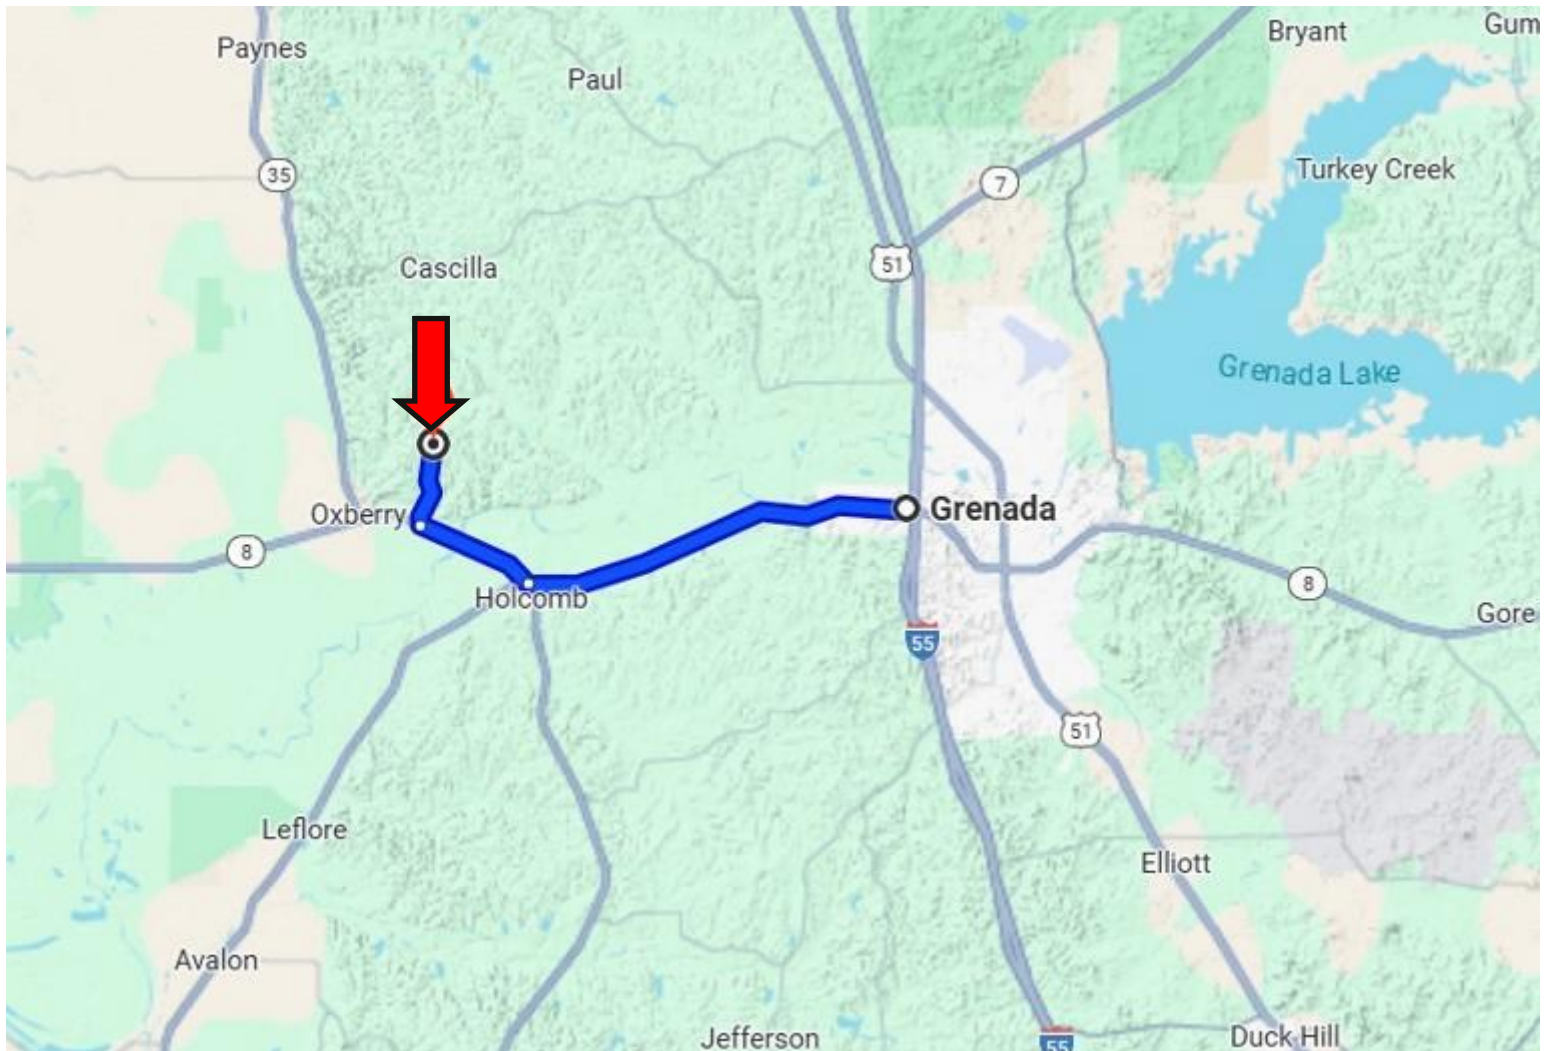 Paynes
Paul
Bryant
Gum
35
7
Turkey Creek
Cascilla
51
Grenada Lake
Oxberry
Grenada
8
Holcomb
8
Gore
55
51
Leflore
Elliott
Avalon
Jefferson
55
Duck Hill